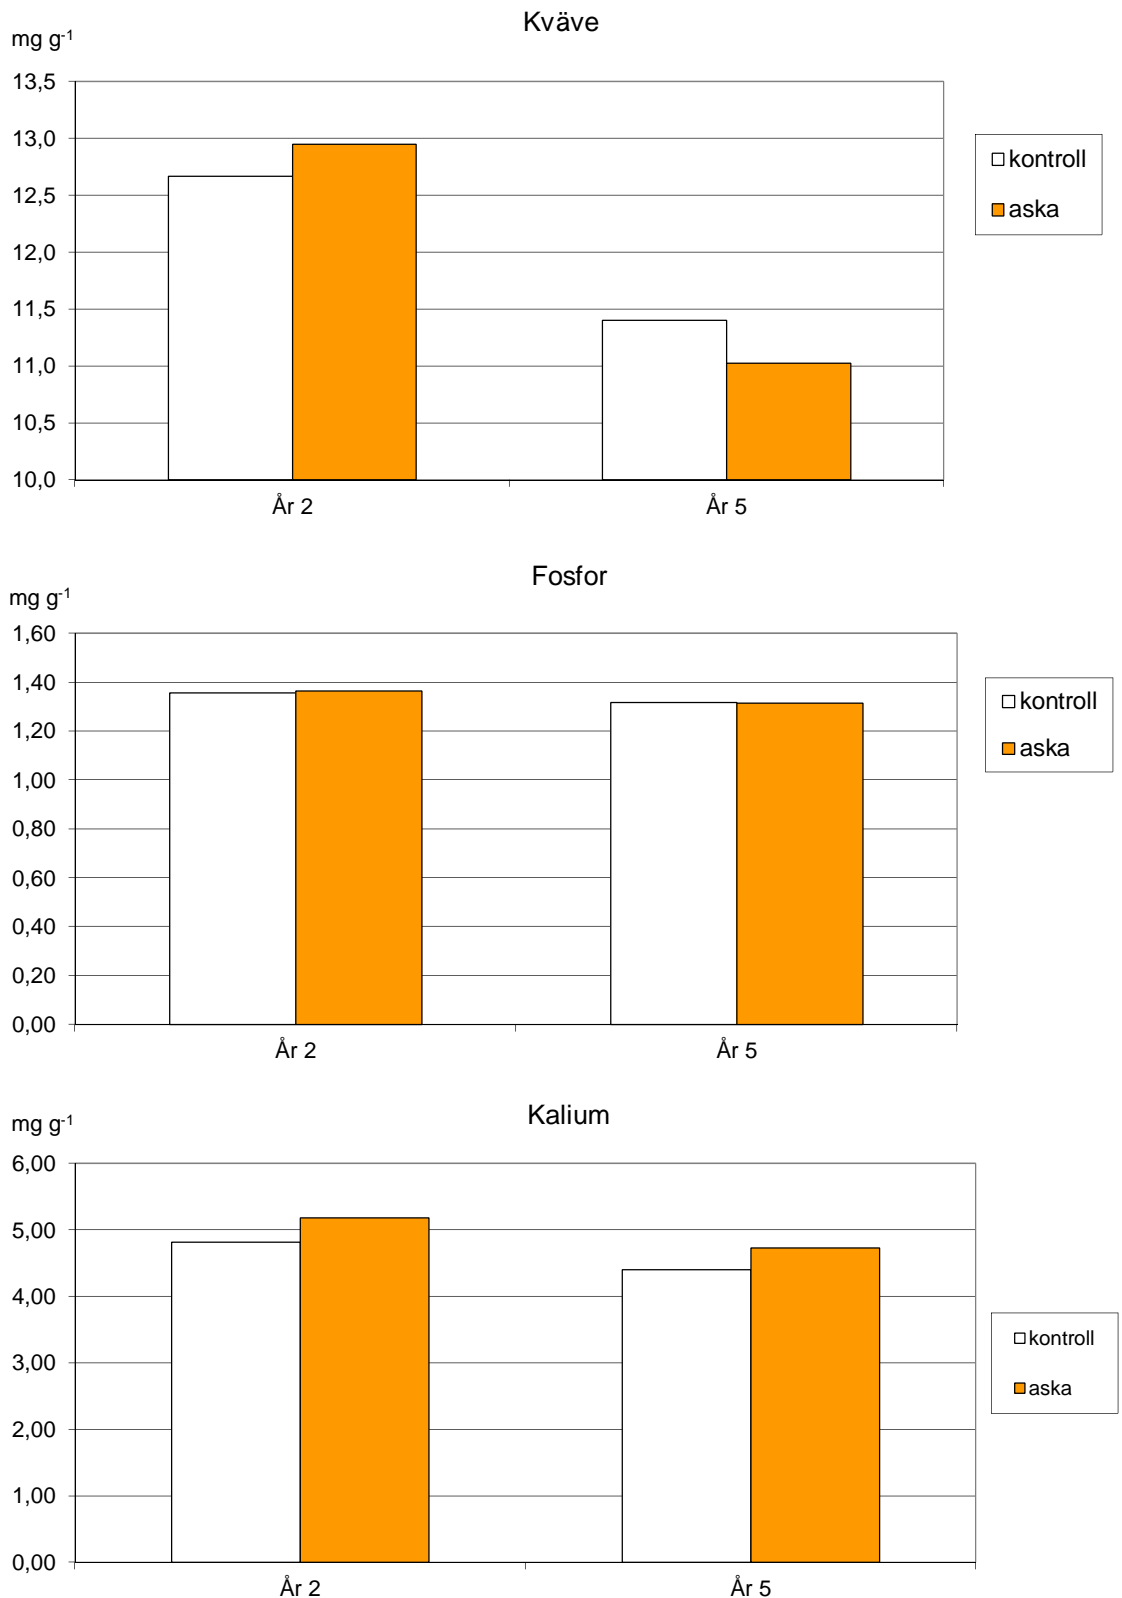 Kväve
mg g-1
13,5
13,0
12,5
12,0
11,5
11,0
10,5
10,0
År 2 År 5
kontroll
aska
Fosfor
mg g-1
1,60
1,40
1,20
1,00
0,80
0,60
0,40
0,20
0,00
År 2 År 5
kontroll
aska
Kalium
mg g-1
6,00
5,00
4,00
3,00
2,00
1,00
0,00
År 2 År 5
kontroll
aska